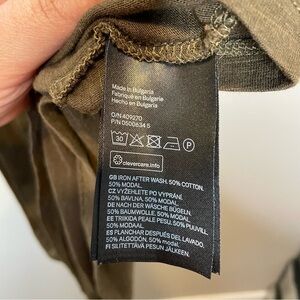 Made in Bulgaria
Fabriqué en Bulgarie
Hecho en Bulgaria
O/N 409270
P/N 0500634 5
30
P
clevercare.info
GB IRON AFTER WASH. 50% COTTON,
50% MODAL.
CZ VYŽEHLETE PO VYPRÁNÍ.
50% BAVLNA, 50% MODAL.
DE NACH DER WÄSCHE BÜGELN.
50% BAUMWOLLE, 50% MODAL.
EE TRIIKIDA PEALE PESU. 50% PUUVILL,
50% MODAAL.
ES PLANCHAR DESPUÉS DEL LAVADO.
50% ALGODÓN, 50% MODAL.
FI SILITETTÄVÄ PESUN JÄLKEEN.